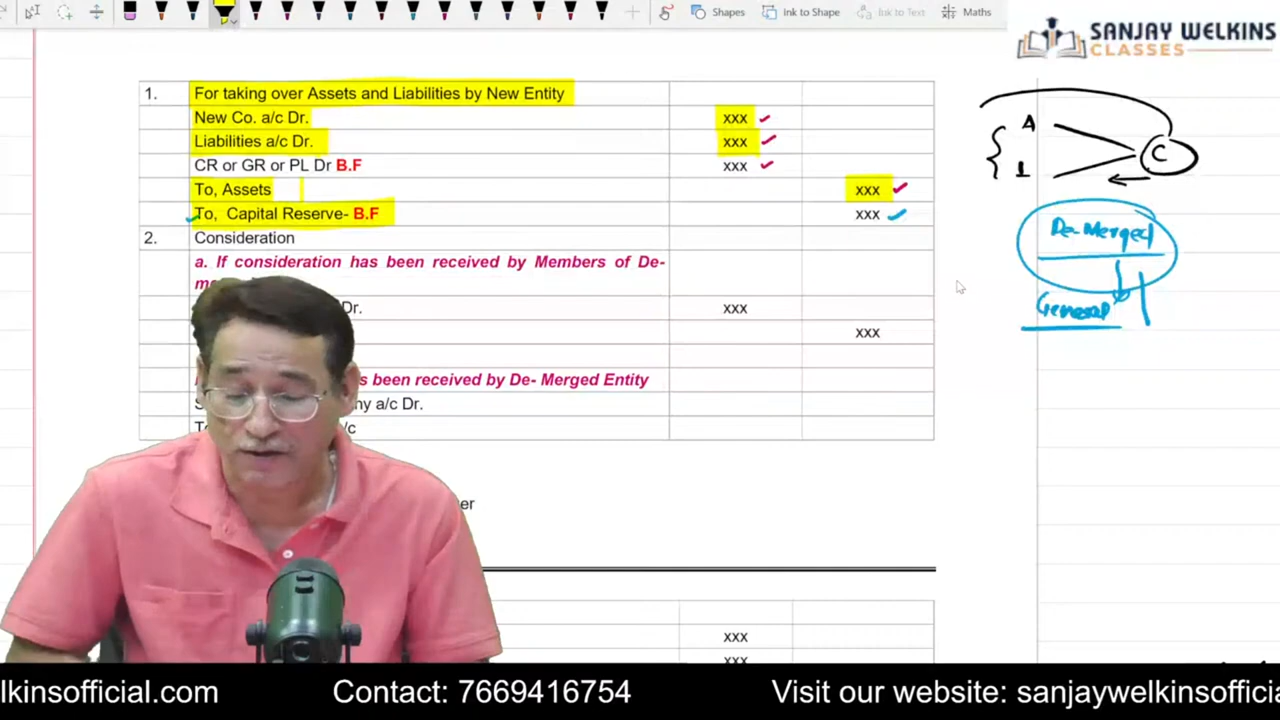 Shapes Ink to Shape Ink to Text Maths
SANJAY WELKINS
CLASSES
1. For taking over Assets and Liabilities by New Entity
New Co. a/c Dr. xxx
Liabilities a/c Dr. xxx
CR or GR or PL Dr B.F xxx
To, Assets xxx
To, Capital Reserve- B.F xxx
2. Consideration
a. If consideration has been received by Members of De-
Dr. xxx
xxx
s been received by De- Merged Entity
ny a/c Dr.
/c
er
xxx
xxx
A
L
C
De-Merged
General
elkinsofficial.com Contact: 7669416754 Visit our website: sanjaywelkinsofficia